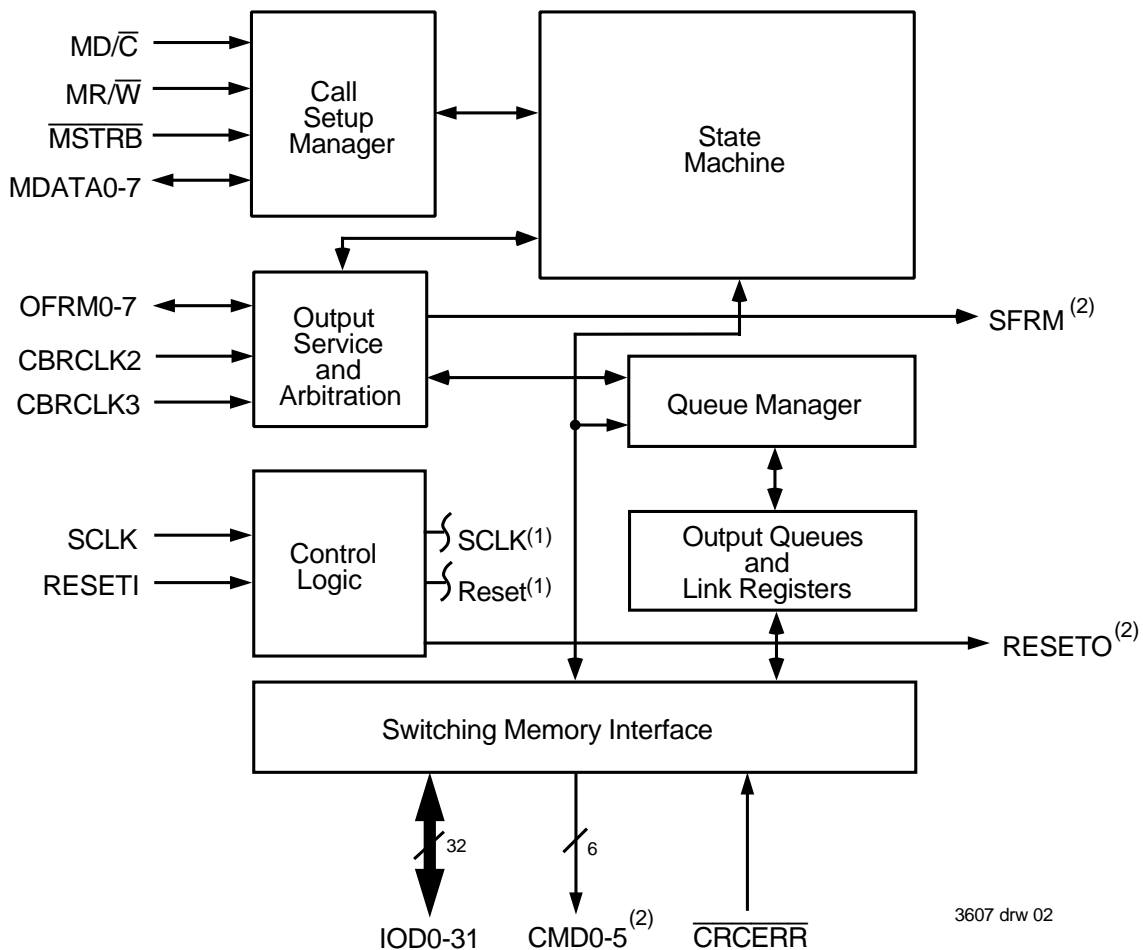 MD/C̅
MR/W̅
M̅S̅T̅R̅B̅
MDATA0-7
Call
Setup
Manager
State
Machine
OFRM0-7
CBRCLK2
CBRCLK3
Output
Service
and
Arbitration
SFRM (2)
Queue Manager
SCLK
RESETI
Control
Logic
SCLK(1)
Reset(1)
Output Queues
and
Link Registers
RESETO (2)
Switching Memory Interface
32
6
IOD0-31
CMD0-5 (2)
C̅R̅C̅E̅R̅R̅
3607 drw 02